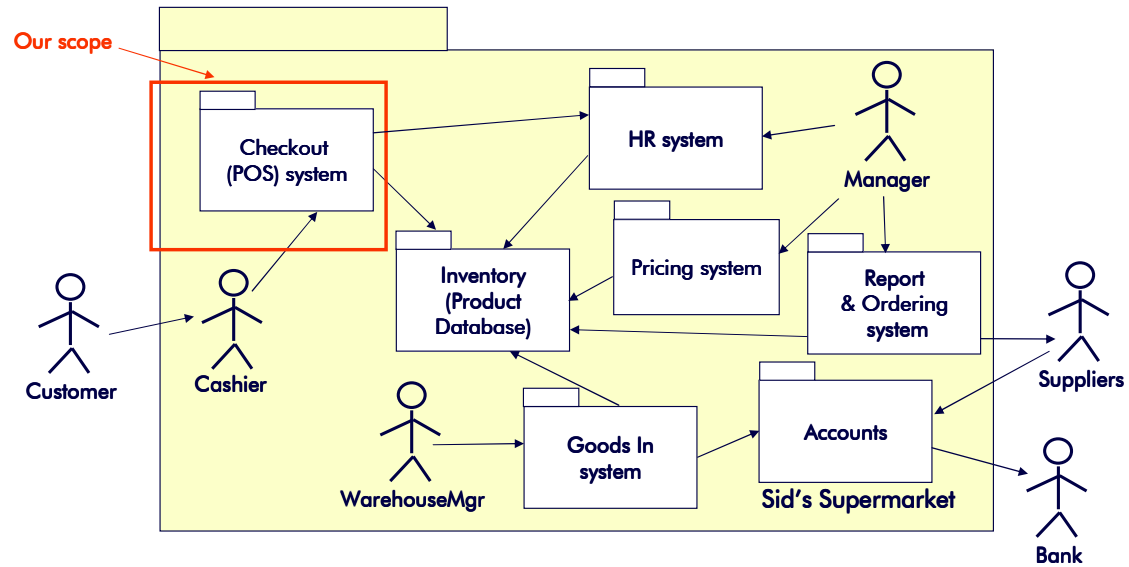 Our scope
Checkout
(POS) system
HR system
Manager
Inventory
(Product
Database)
Pricing system
Report
& Ordering
system
Customer
Cashier
Suppliers
WarehouseMgr
Goods In
system
Accounts
Sid's Supermarket
Bank